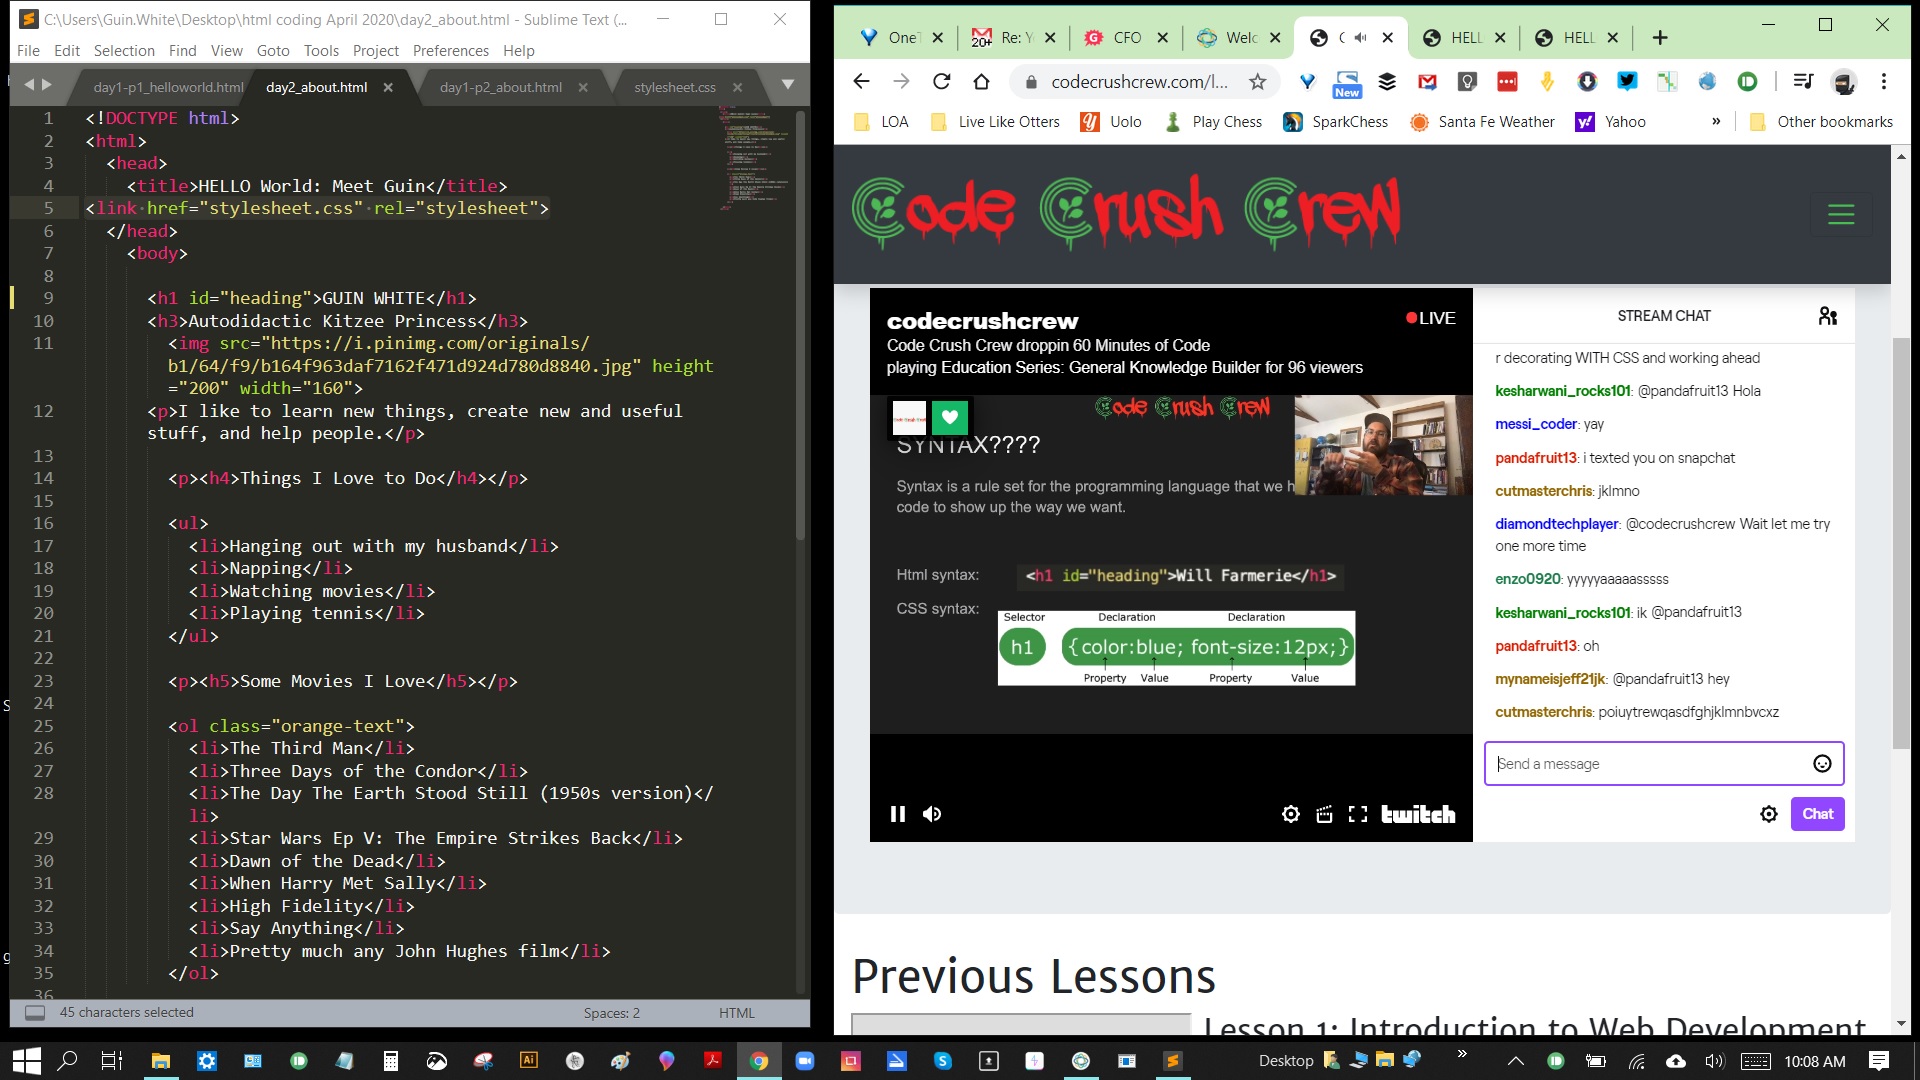 C:\Users\Guin.White\Desktop\html coding April 2020\day2_about.html - Sublime Text (...
File Edit Selection Find View Goto Tools Project Preferences Help
day1-p1_helloworld.html day2_about.html day1-p2_about.html stylesheet.css
1 <!DOCTYPE html>
2 <html>
3 <head>
4 <title>HELLO World: Meet Guin</title>
5 <link href="stylesheet.css" rel="stylesheet">
6 </head>
7 <body>
8
9 <h1 id="heading">GUIN WHITE</h1>
10 <h3>Autodidactic Kitzee Princess</h3>
11 <img src="https://i.pinimg.com/originals/
b1/64/f9/b164f963daf7162f471d924d780d8840.jpg" height
="200" width="160">
12 <p>I like to learn new things, create new and useful
stuff, and help people.</p>
13
14 <p><h4>Things I Love to Do</h4></p>
15
16 <ul>
17 <li>Hanging out with my husband</li>
18 <li>Napping</li>
19 <li>Watching movies</li>
20 <li>Playing tennis</li>
21 </ul>
22
23 <p><h5>Some Movies I Love</h5></p>
24
25 <ol class="orange-text">
26 <li>The Third Man</li>
27 <li>Three Days of the Condor</li>
28 <li>The Day The Earth Stood Still (1950s version)</
li>
29 <li>Star Wars Ep V: The Empire Strikes Back</li>
30 <li>Dawn of the Dead</li>
31 <li>When Harry Met Sally</li>
32 <li>High Fidelity</li>
33 <li>Say Anything</li>
34 <li>Pretty much any John Hughes film</li>
35 </ol>
36
45 characters selected Spaces: 2 HTML
OneT 20+ Re: Y CFO Welc C HELL HELL
codecrushcrew.com/l... New
LOA Live Like Otters Uolo Play Chess SparkChess Santa Fe Weather Yahoo » Other bookmarks
Code Crush Crew
codecrushcrew LIVE
Code Crush Crew droppin 60 Minutes of Code
playing Education Series: General Knowledge Builder for 96 viewers
Code Crush Crew
SYNTAX????
Syntax is a rule set for the programming language that we h
code to show up the way we want.
Html syntax: <h1 id="heading">Will Farmerie</h1>
CSS syntax:
Selector Declaration Declaration
h1 {color:blue; font-size:12px;}
Property Value Property Value
twitch
STREAM CHAT
r decorating WITH CSS and working ahead
kesharwani_rocks101: @pandafruit13 Hola
messi_coder: yay
pandafruit13: i texted you on snapchat
cutmasterchris: jklmno
diamondtechplayer: @codecrushcrew Wait let me try
one more time
enzo0920: yyyyyaaaaasssss
kesharwani_rocks101: ik @pandafruit13
pandafruit13: oh
mynameisjeff21jk: @pandafruit13 hey
cutmasterchris: poiuytrewqasdfghjklmnbvcxz
Send a message
Chat
Previous Lessons
Lesson 1: Introduction to Web Development
Ai S Desktop » 10:08 AM